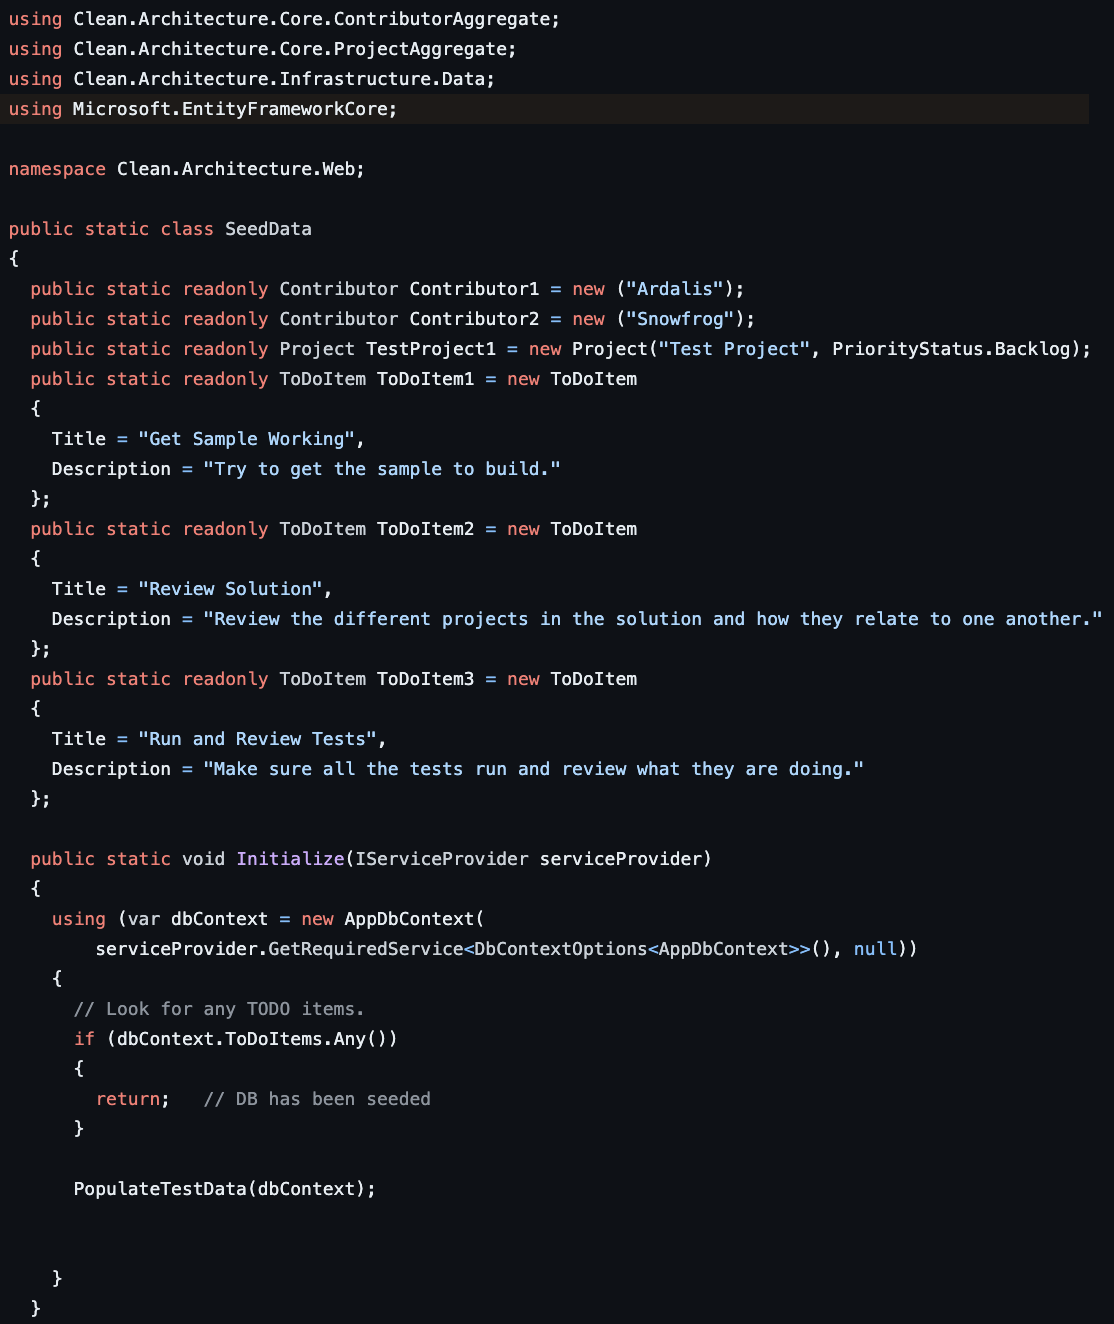 using Clean.Architecture.Core.ContributorAggregate;
using Clean.Architecture.Core.ProjectAggregate;
using Clean.Architecture.Infrastructure.Data;
using Microsoft.EntityFrameworkCore;

namespace Clean.Architecture.Web;

public static class SeedData
{
  public static readonly Contributor Contributor1 = new ("Ardalis");
  public static readonly Contributor Contributor2 = new ("Snowfrog");
  public static readonly Project TestProject1 = new Project("Test Project", PriorityStatus.Backlog);
  public static readonly ToDoItem ToDoItem1 = new ToDoItem
  {
    Title = "Get Sample Working",
    Description = "Try to get the sample to build."
  };
  public static readonly ToDoItem ToDoItem2 = new ToDoItem
  {
    Title = "Review Solution",
    Description = "Review the different projects in the solution and how they relate to one another."
  };
  public static readonly ToDoItem ToDoItem3 = new ToDoItem
  {
    Title = "Run and Review Tests",
    Description = "Make sure all the tests run and review what they are doing."
  };

  public static void Initialize(IServiceProvider serviceProvider)
  {
    using (var dbContext = new AppDbContext(
        serviceProvider.GetRequiredService<DbContextOptions<AppDbContext>>(), null))
    {
      // Look for any TODO items.
      if (dbContext.ToDoItems.Any())
      {
        return;   // DB has been seeded
      }

      PopulateTestData(dbContext);


    }
  }